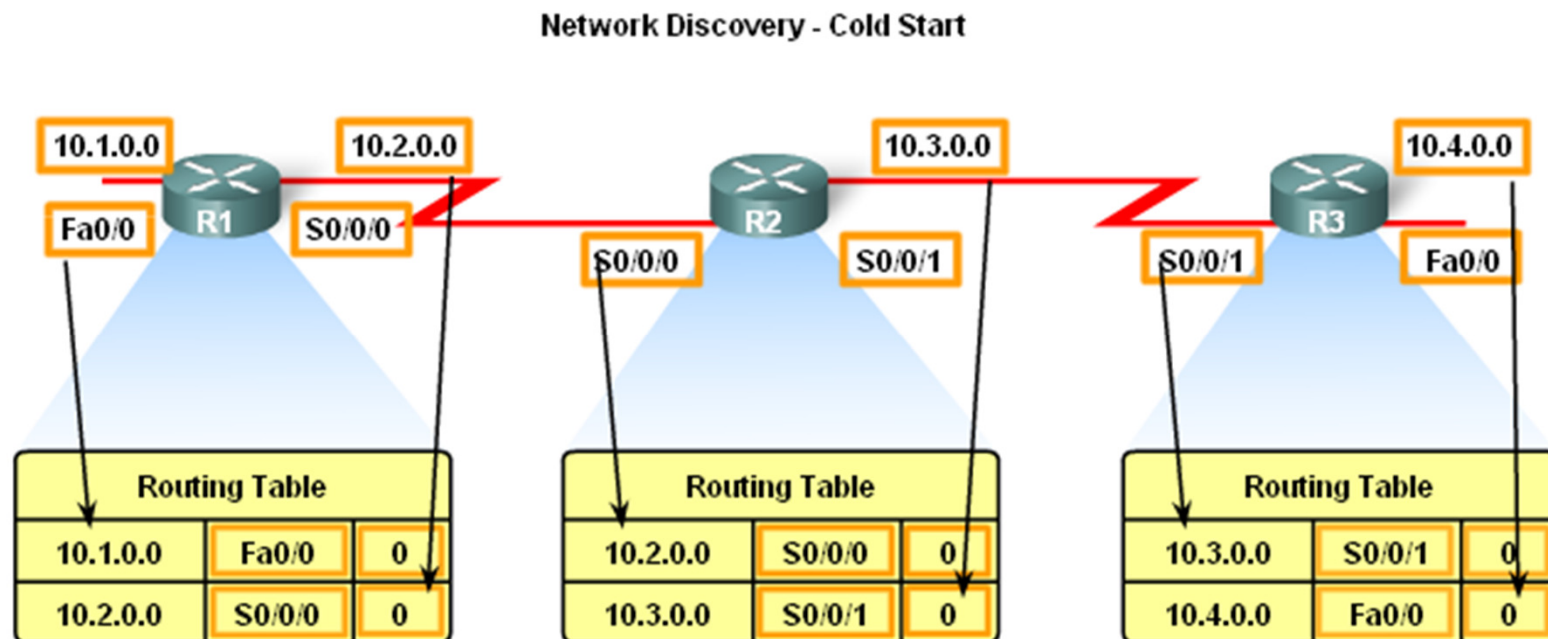 Network Discovery - Cold Start
10.1.0.0
10.2.0.0
10.3.0.0
10.4.0.0
R1
R2
R3
Fa0/0
S0/0/0
S0/0/0
S0/0/1
S0/0/1
Fa0/0
Routing Table
10.1.0.0 Fa0/0 0
10.2.0.0 S0/0/0 0
Routing Table
10.2.0.0 S0/0/0 0
10.3.0.0 S0/0/1 0
Routing Table
10.3.0.0 S0/0/1 0
10.4.0.0 Fa0/0 0